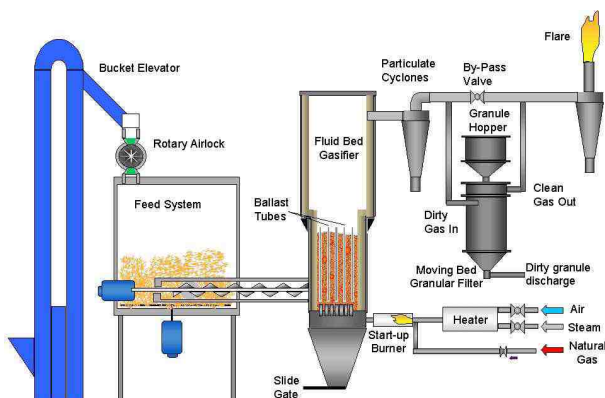 Flare
Bucket Elevator
Particulate
Cyclones
By-Pass
Valve
Granule
Hopper
Rotary Airlock
Fluid Bed
Gasifier
Feed System
Ballast
Tubes
Clean
Gas Out
Dirty
Gas In
Moving Bed
Granular Filter
Dirty granule
discharge
Start-up
Burner
Heater
Air
Steam
Natural
Gas
Slide
Gate